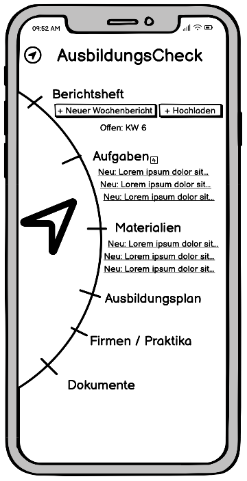 09:52 AM
AusbildungsCheck
Berichtsheft
+ Neuer Wochenbericht + Hochladen
Offen: KW 6
Aufgaben
Neu: Lorem ipsum dolor sit...
Neu: Lorem ipsum dolor sit...
Neu: Lorem ipsum dolor sit...
Materialien
Neu: Lorem ipsum dolor sit...
Neu: Lorem ipsum dolor sit...
Neu: Lorem ipsum dolor sit...
Ausbildungsplan
Firmen / Praktika
Dokumente